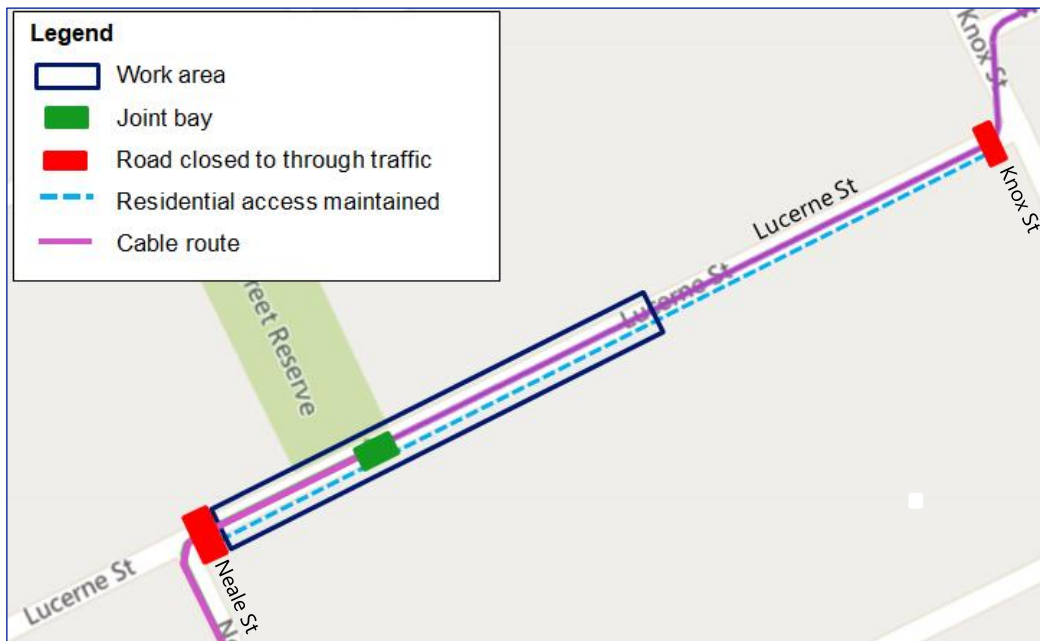 Legend
Work area
Joint bay
Road closed to through traffic
Residential access maintained
Cable route
Knox St
Knox St
Lucerne St
Lucerne St
Reserve
Lucerne St
Neale St